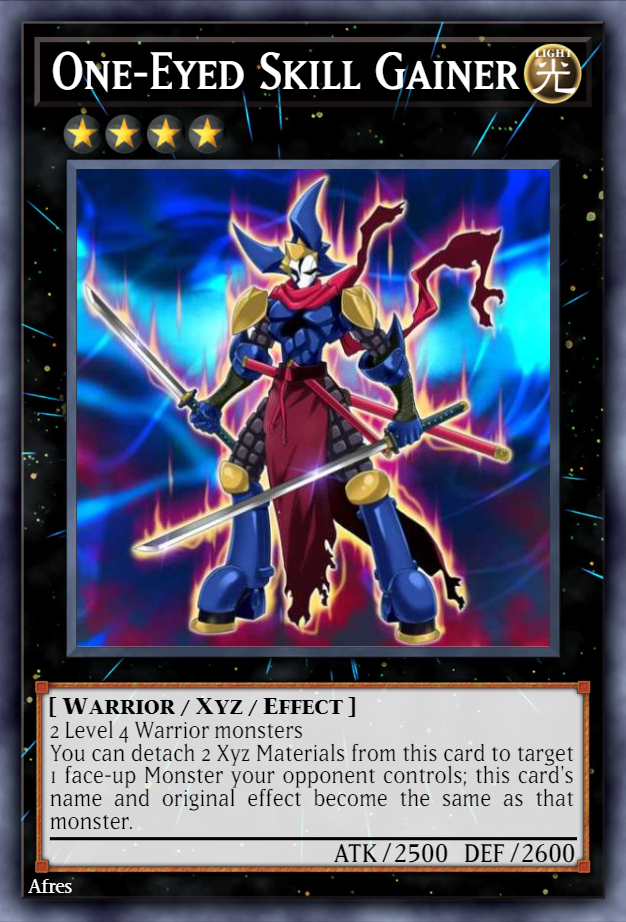 One-Eyed Skill Gainer
LIGHT
光
[ Warrior / Xyz / Effect ]
2 Level 4 Warrior monsters
You can detach 2 Xyz Materials from this card to target
1 face-up Monster your opponent controls; this card's
name and original effect become the same as that
monster.
ATK/2500 DEF/2600
Afres